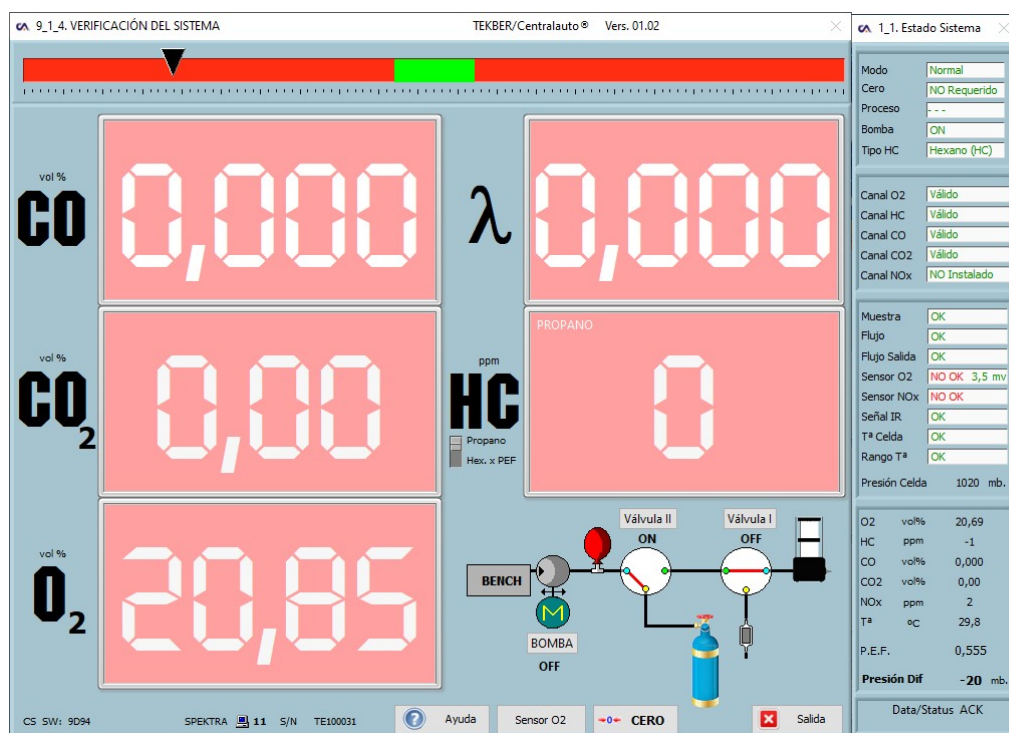 9_1_4. VERIFICACIÓN DEL SISTEMA
TEKBER/Centralauto® Vers. 01.02
vol %
CO
0,000
λ
0,000
vol %
CO2
0,00
ppm
HC
Propano
Hex. x PEF
PROPANO
0
vol %
O2
20,85
Válvula II
ON
Válvula I
OFF
BENCH
M
BOMBA
OFF
CS SW: 9D94
SPEKTRA 11 S/N TE100031
? Ayuda
Sensor O2
→0← CERO
Salida
1_1. Estado Sistema
Modo Normal
Cero NO Requerido
Proceso - - -
Bomba ON
Tipo HC Hexano (HC)
Canal O2 Válido
Canal HC Válido
Canal CO Válido
Canal CO2 Válido
Canal NOx NO Instalado
Muestra OK
Flujo OK
Flujo Salida OK
Sensor O2 NO OK 3,5 mv
Sensor NOx NO OK
Señal IR OK
Tª Celda OK
Rango Tª OK
Presión Celda 1020 mb.
O2 vol% 20,69
HC ppm -1
CO vol% 0,000
CO2 vol% 0,00
NOx ppm 2
Tª ºC 29,8
P.E.F. 0,555
Presión Dif -20 mb.
Data/Status ACK